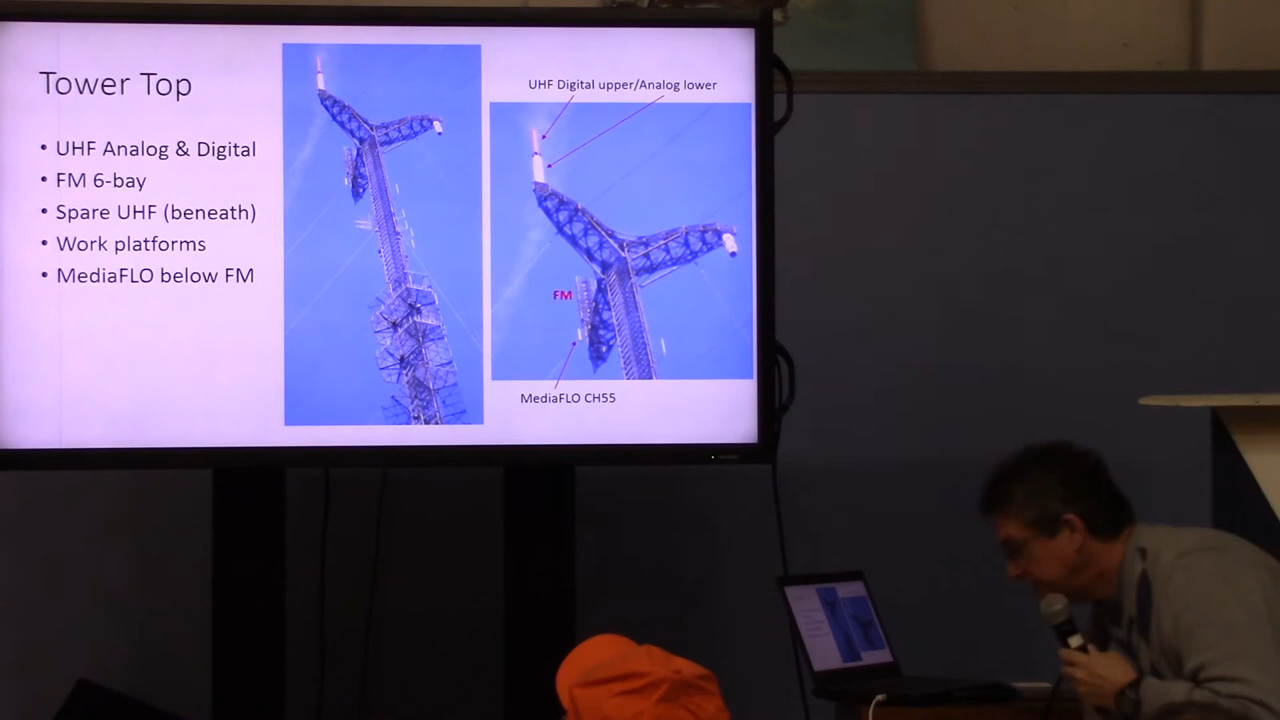 Tower Top
• UHF Analog & Digital
• FM 6-bay
• Spare UHF (beneath)
• Work platforms
• MediaFLO below FM
UHF Digital upper/Analog lower
FM
MediaFLO CH55